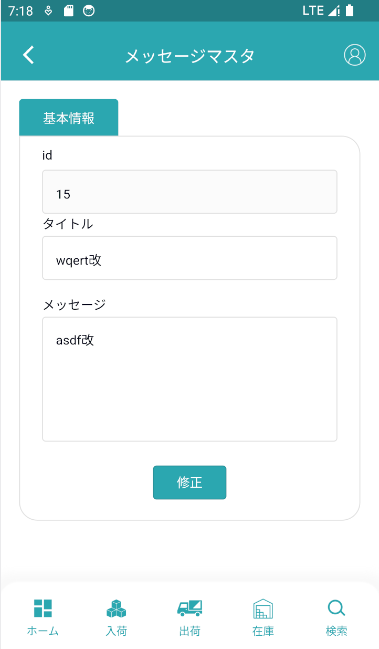 7:18 LTE
メッセージマスタ
基本情報
id
15
タイトル
wqert改
メッセージ
asdf改
修正
ホーム 入荷 出荷 在庫 検索